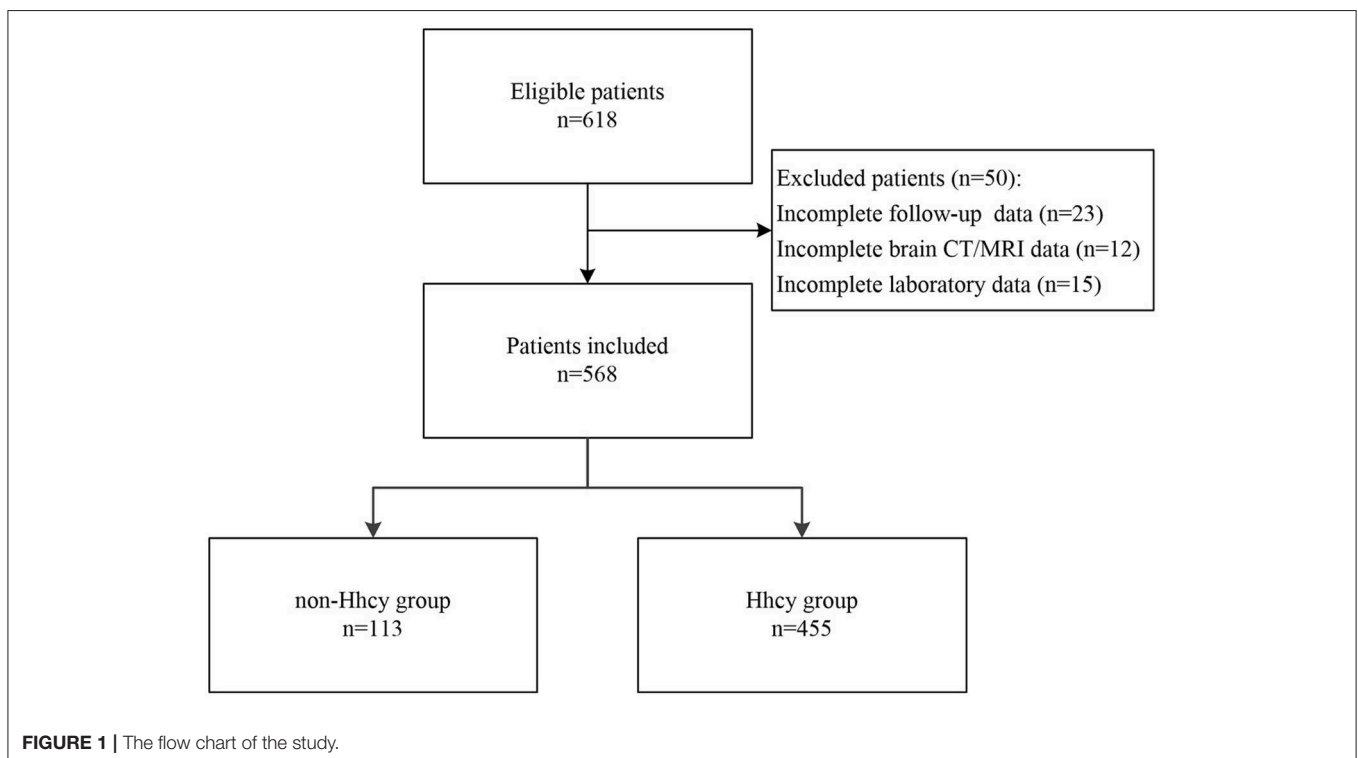 Eligible patients
n=618
Excluded patients (n=50):
Incomplete follow-up data (n=23)
Incomplete brain CT/MRI data (n=12)
Incomplete laboratory data (n=15)
Patients included
n=568
non-Hhcy group
n=113
Hhcy group
n=455
FIGURE 1 | The flow chart of the study.